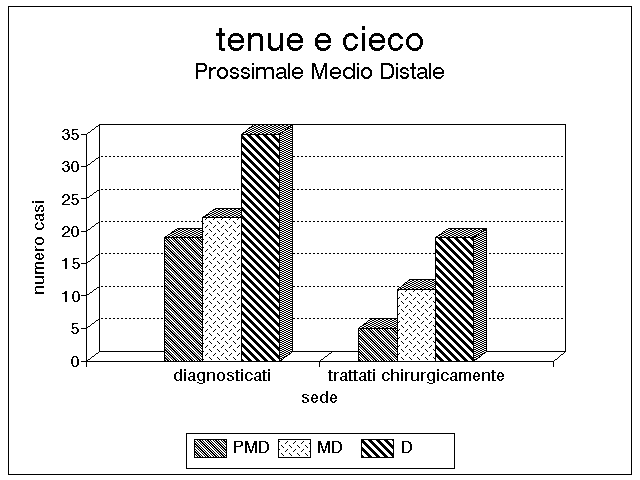 tenue e cieco
Prossimale Medio Distale
numero casi
35
30
25
20
15
10
5
0
diagnosticati
trattati chirurgicamente
sede
PMD
MD
D